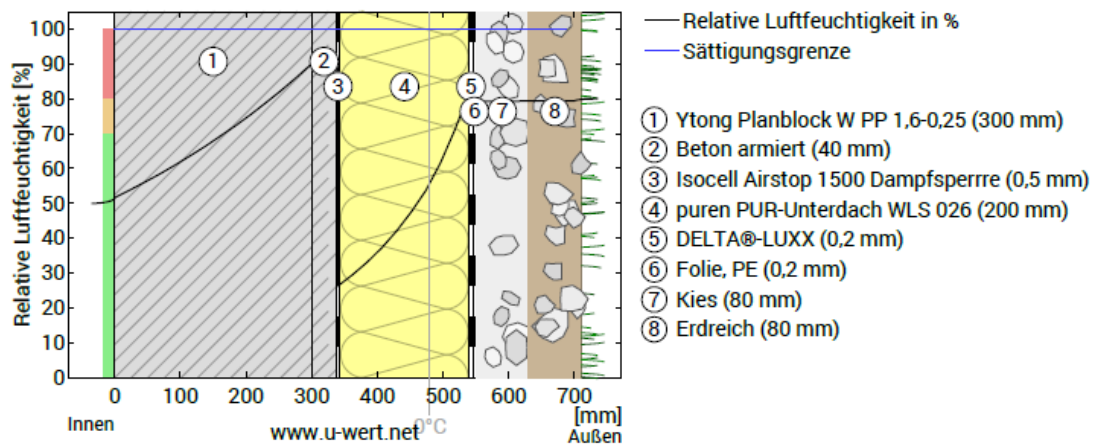 Relative Luftfeuchtigkeit [%]
100
90
80
70
60
50
40
30
20
10
0
1
2
3
4
5
6
7
8
0
100
200
300
400
500
600
700
[mm]
0°C
Innen
www.u-wert.net
Außen
Relative Luftfeuchtigkeit in %
Sättigungsgrenze
1 Ytong Planblock W PP 1,6-0,25 (300 mm)
2 Beton armiert (40 mm)
3 Isocell Airstop 1500 Dampfsperrre (0,5 mm)
4 puren PUR-Unterdach WLS 026 (200 mm)
5 DELTA®-LUXX (0,2 mm)
6 Folie, PE (0,2 mm)
7 Kies (80 mm)
8 Erdreich (80 mm)